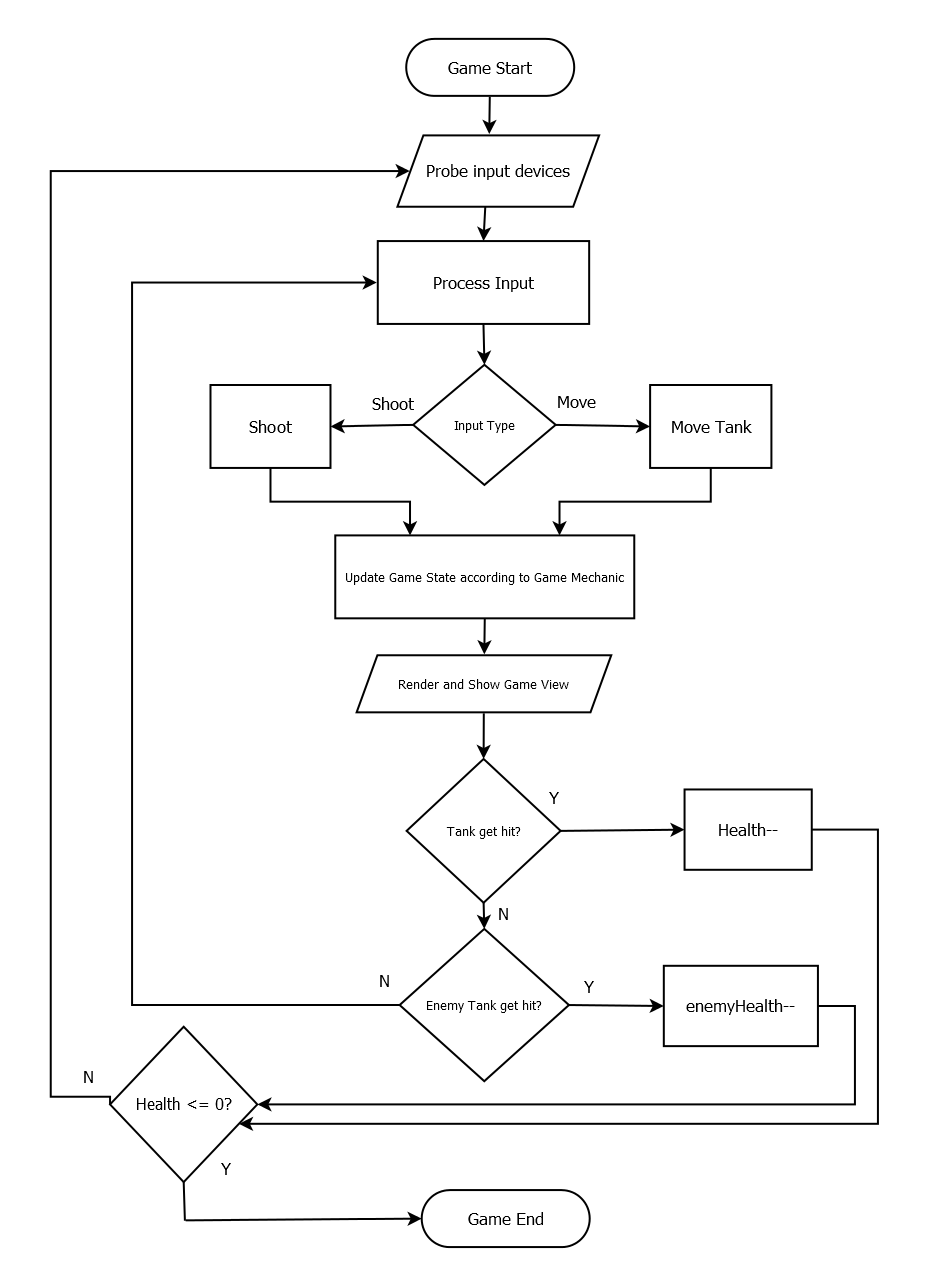 Game Start
Probe input devices
Process Input
Shoot
Move
Shoot
Input Type
Move Tank
Update Game State according to Game Mechanic
Render and Show Game View
Y
Tank get hit?
Health--
N
N
Y
Enemy Tank get hit?
enemyHealth--
N
Health <= 0?
Y
Game End